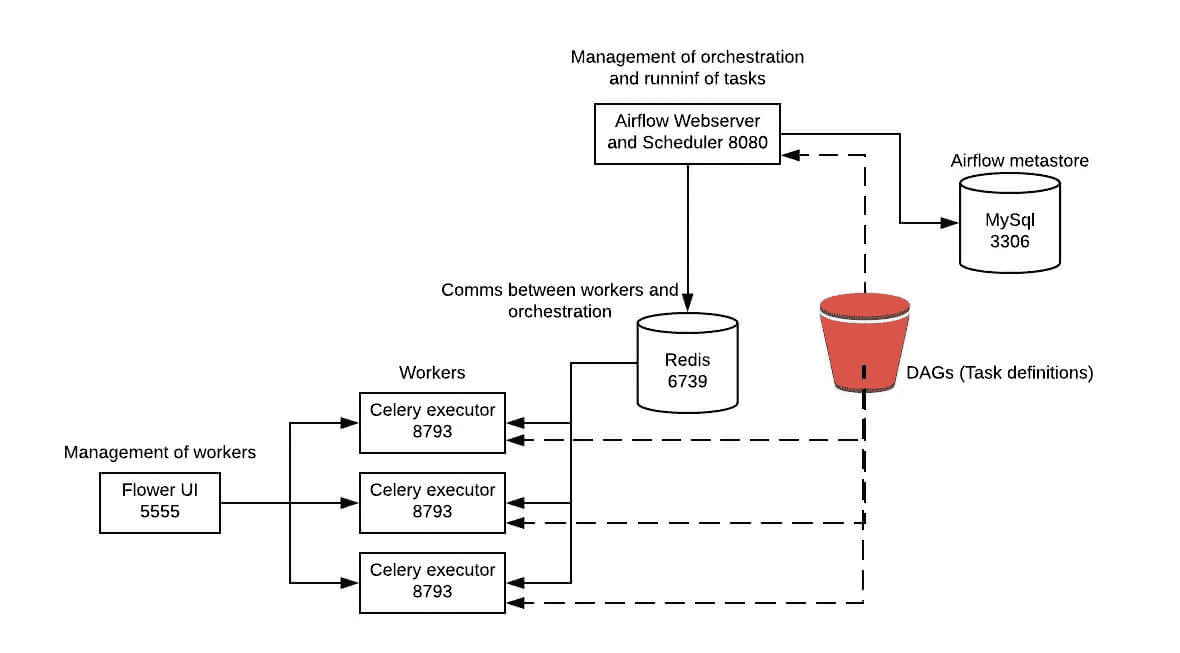 Management of orchestration
and runninf of tasks
Airflow Webserver
and Scheduler 8080
Airflow metastore
MySql
3306
Comms between workers and
orchestration
Redis
6739
DAGs (Task definitions)
Workers
Celery executor
8793
Management of workers
Flower UI
5555
Celery executor
8793
Celery executor
8793